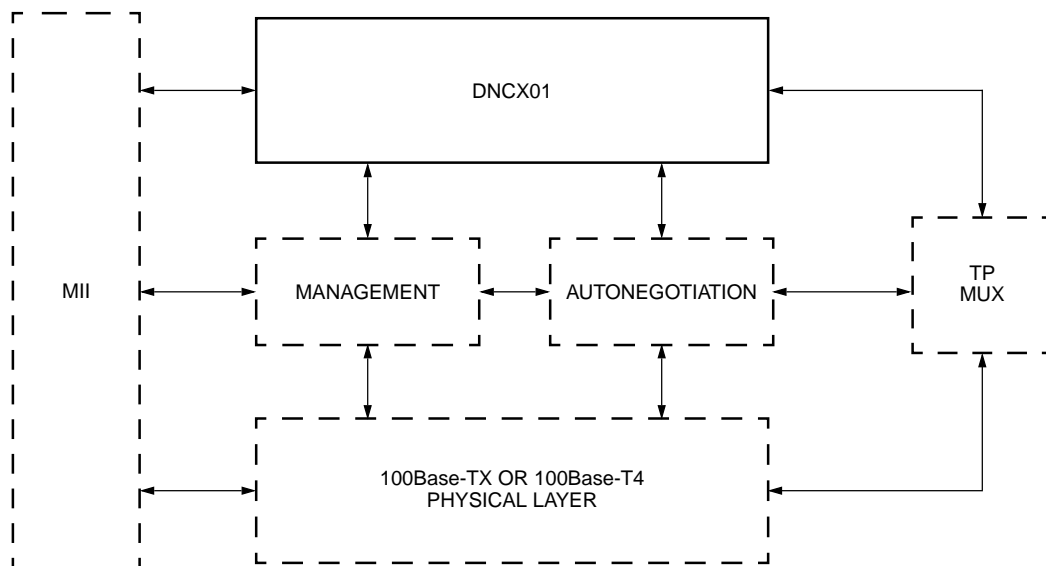 DNCX01
MII
MANAGEMENT
AUTONEGOTIATION
TP
MUX
100Base-TX OR 100Base-T4
PHYSICAL LAYER